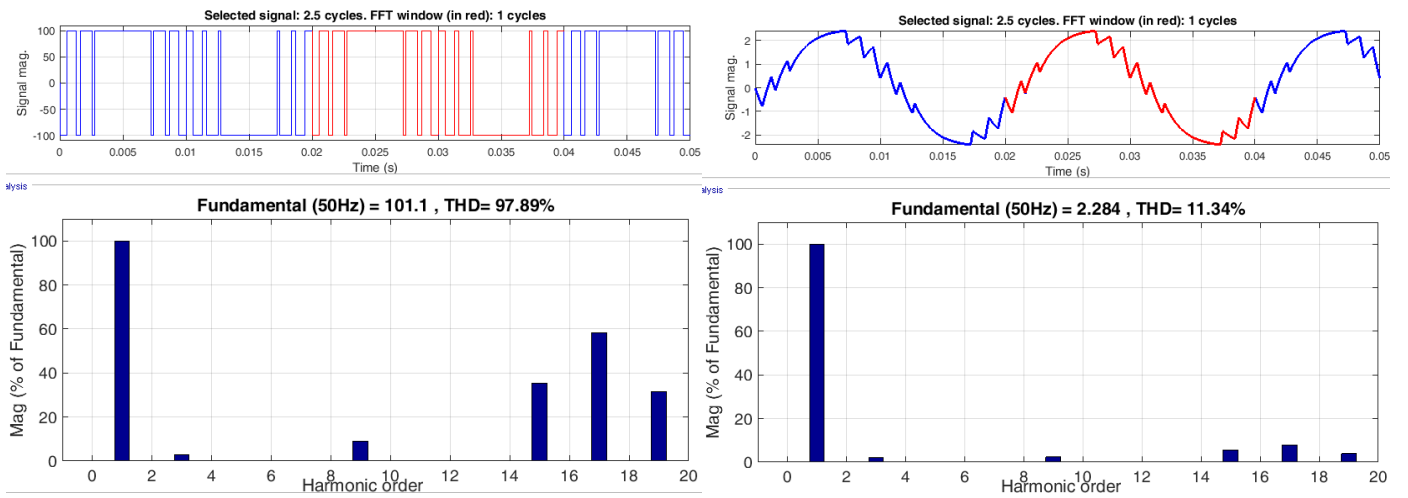 Selected signal: 2.5 cycles. FFT window (in red): 1 cycles
Signal mag.
100
50
0
-50
-100
0 0.005 0.01 0.015 0.02 0.025 0.03 0.035 0.04 0.045 0.05
Time (s)
alysis
Fundamental (50Hz) = 101.1 , THD= 97.89%
Mag (% of Fundamental)
100
80
60
40
20
0
0 2 4 6 8 10 12 14 16 18 20
Harmonic order
Selected signal: 2.5 cycles. FFT window (in red): 1 cycles
Signal mag.
2
1
0
-1
-2
0 0.005 0.01 0.015 0.02 0.025 0.03 0.035 0.04 0.045 0.05
Time (s)
alysis
Fundamental (50Hz) = 2.284 , THD= 11.34%
Mag (% of Fundamental)
100
80
60
40
20
0
0 2 4 6 8 10 12 14 16 18 20
Harmonic order